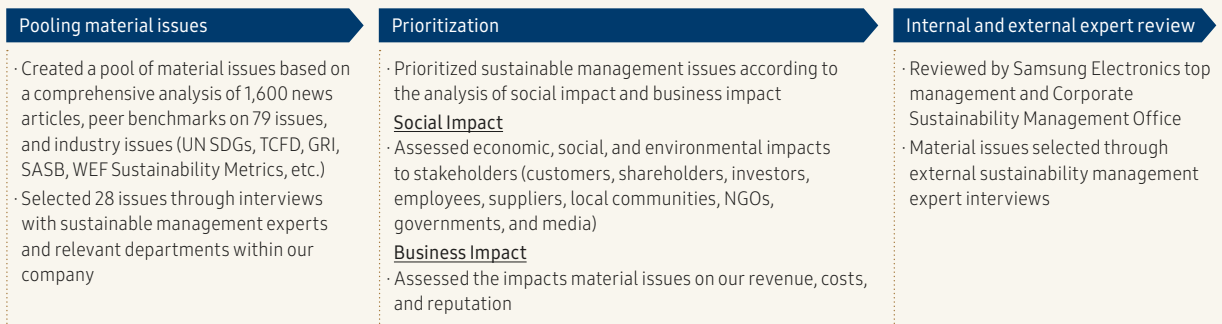 Pooling material issues
· Created a pool of material issues based on
a comprehensive analysis of 1,600 news
articles, peer benchmarks on 79 issues,
and industry issues (UN SDGs, TCFD, GRI,
SASB, WEF Sustainability Metrics, etc.)
· Selected 28 issues through interviews
with sustainable management experts
and relevant departments within our
company
Prioritization
· Prioritized sustainable management issues according to
the analysis of social impact and business impact
Social Impact
· Assessed economic, social, and environmental impacts
to stakeholders (customers, shareholders, investors,
employees, suppliers, local communities, NGOs,
governments, and media)
Business Impact
· Assessed the impacts material issues on our revenue, costs,
and reputation
Internal and external expert review
· Reviewed by Samsung Electronics top
management and Corporate
Sustainability Management Office
· Material issues selected through
external sustainability management
expert interviews